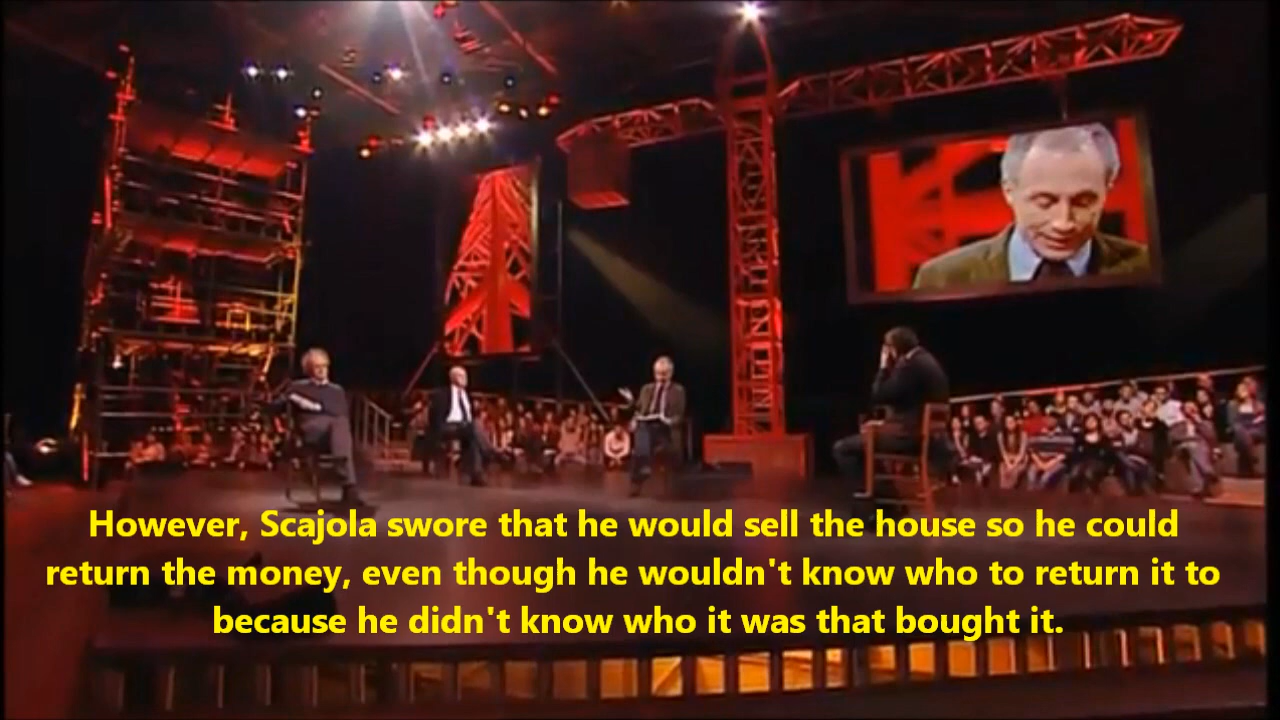 However, Scajola swore that he would sell the house so he could
return the money, even though he wouldn't know who to return it to
because he didn't know who it was that bought it.